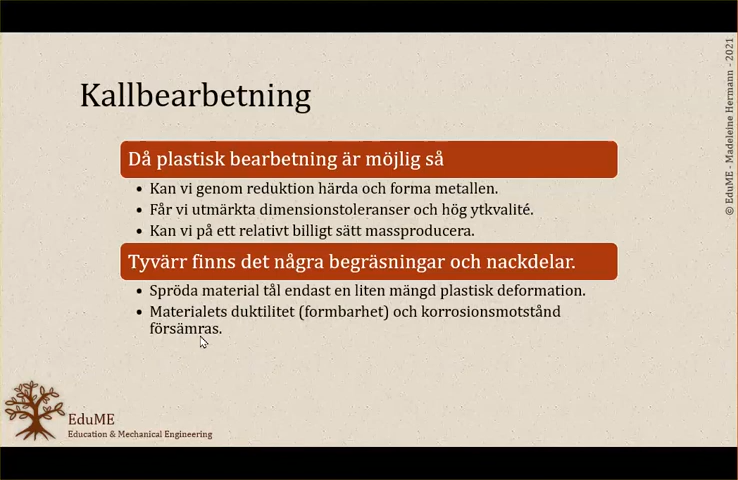 Kallbearbetning
Då plastisk bearbetning är möjlig så
• Kan vi genom reduktion härda och forma metallen.
• Får vi utmärkta dimensionstoleranser och hög ytkvalité.
• Kan vi på ett relativt billigt sätt massproducera.
Tyvärr finns det några begräsningar och nackdelar.
• Spröda material tål endast en liten mängd plastisk deformation.
• Materialets duktilitet (formbarhet) och korrosionsmotstånd
försämras.
EduME
Education & Mechanical Engineering
© EduME - Madeleine Hermann - 2021